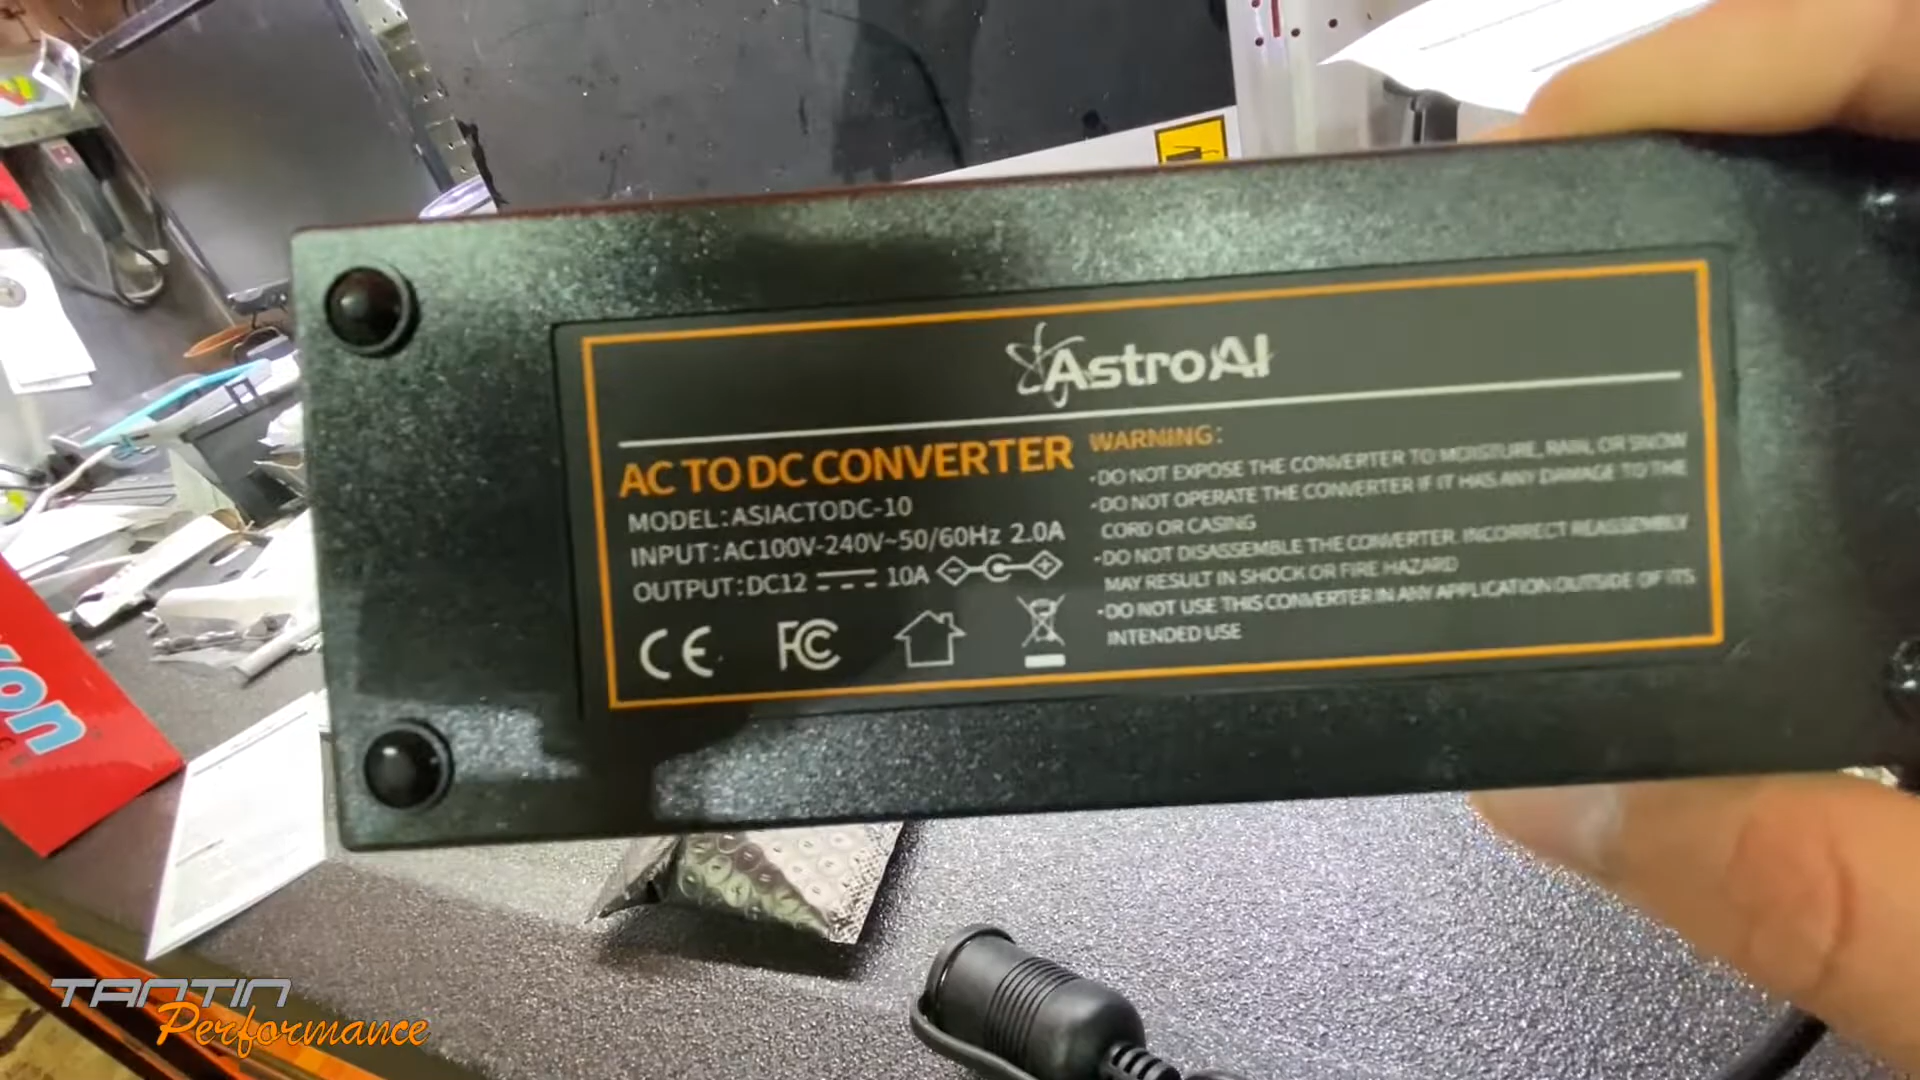 AstroAI
AC TO DC CONVERTER
MODEL:ASIACTODC-10
INPUT:AC100V-240V~50/60Hz 2.0A
OUTPUT:DC12 10A
CE FC
WARNING:
•DO NOT EXPOSE THE CONVERTER TO MOISTURE, RAIN, OR SNOW
•DO NOT OPERATE THE CONVERTER IF IT HAS ANY DAMAGE TO THE
CORD OR CASING
•DO NOT DISASSEMBLE THE CONVERTER. INCORRECT REASSEMBLY
MAY RESULT IN SHOCK OR FIRE HAZARD
•DO NOT USE THIS CONVERTER IN ANY APPLICATION OUTSIDE OF ITS
INTENDED USE
TANTIN
Performance